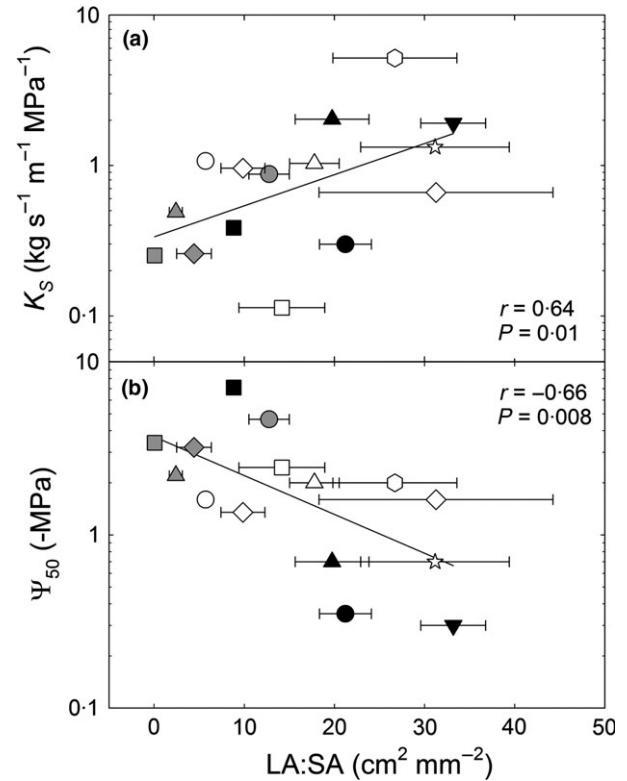 (a)
10
1
0·1
K_S (kg s⁻¹ m⁻¹ MPa⁻¹)
r = 0·64
P = 0·01
(b)
10
1
0·1
Ψ₅₀ (-MPa)
r = −0·66
P = 0·008
0 10 20 30 40 50
LA:SA (cm² mm⁻²)